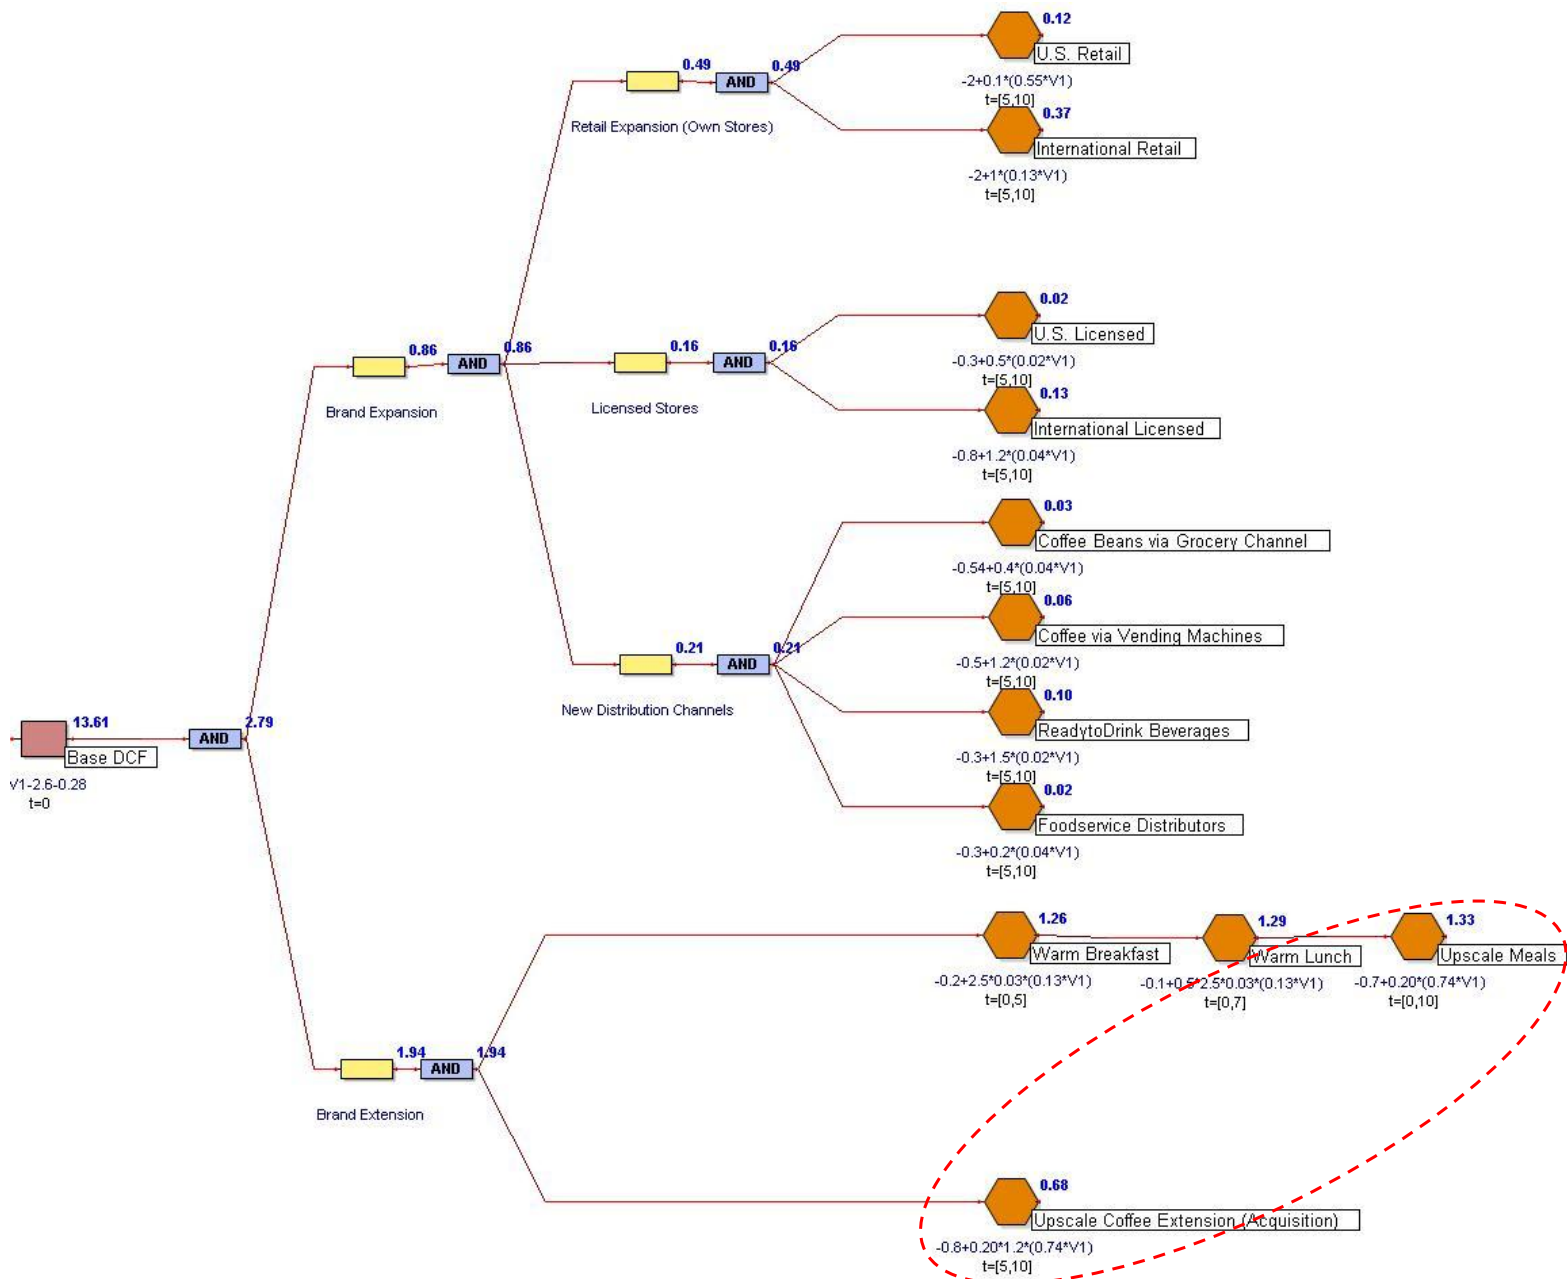 0.12
U.S. Retail
-2+0.1*(0.55*V1)
t=[5,10]
0.49
AND
0.49
Retail Expansion (Own Stores)
0.37
International Retail
-2+1*(0.13*V1)
t=[5,10]
0.02
U.S. Licensed
-0.3+0.5*(0.02*V1)
t=[5,10]
0.86
AND
0.86
Brand Expansion
0.16
AND
0.16
Licensed Stores
0.13
International Licensed
-0.8+1.2*(0.04*V1)
t=[5,10]
0.03
Coffee Beans via Grocery Channel
-0.54+0.4*(0.04*V1)
t=[5,10]
0.06
Coffee via Vending Machines
-0.5+1.2*(0.02*V1)
t=[5,10]
0.21
AND
0.21
New Distribution Channels
0.10
ReadytoDrink Beverages
-0.3+1.5*(0.02*V1)
t=[5,10]
13.61
Base DCF
V1-2.6-0.28
t=0
AND
2.79
0.02
Foodservice Distributors
-0.3+0.2*(0.04*V1)
t=[5,10]
1.26
Warm Breakfast
-0.2+2.5*0.03*(0.13*V1)
t=[0,5]
1.29
Warm Lunch
-0.1+0.5*2.5*0.03*(0.13*V1)
t=[0,7]
1.33
Upscale Meals
-0.7+0.20*(0.74*V1)
t=[0,10]
1.94
AND
1.94
Brand Extension
0.68
Upscale Coffee Extension (Acquisition)
-0.8+0.20*1.2*(0.74*V1)
t=[5,10]